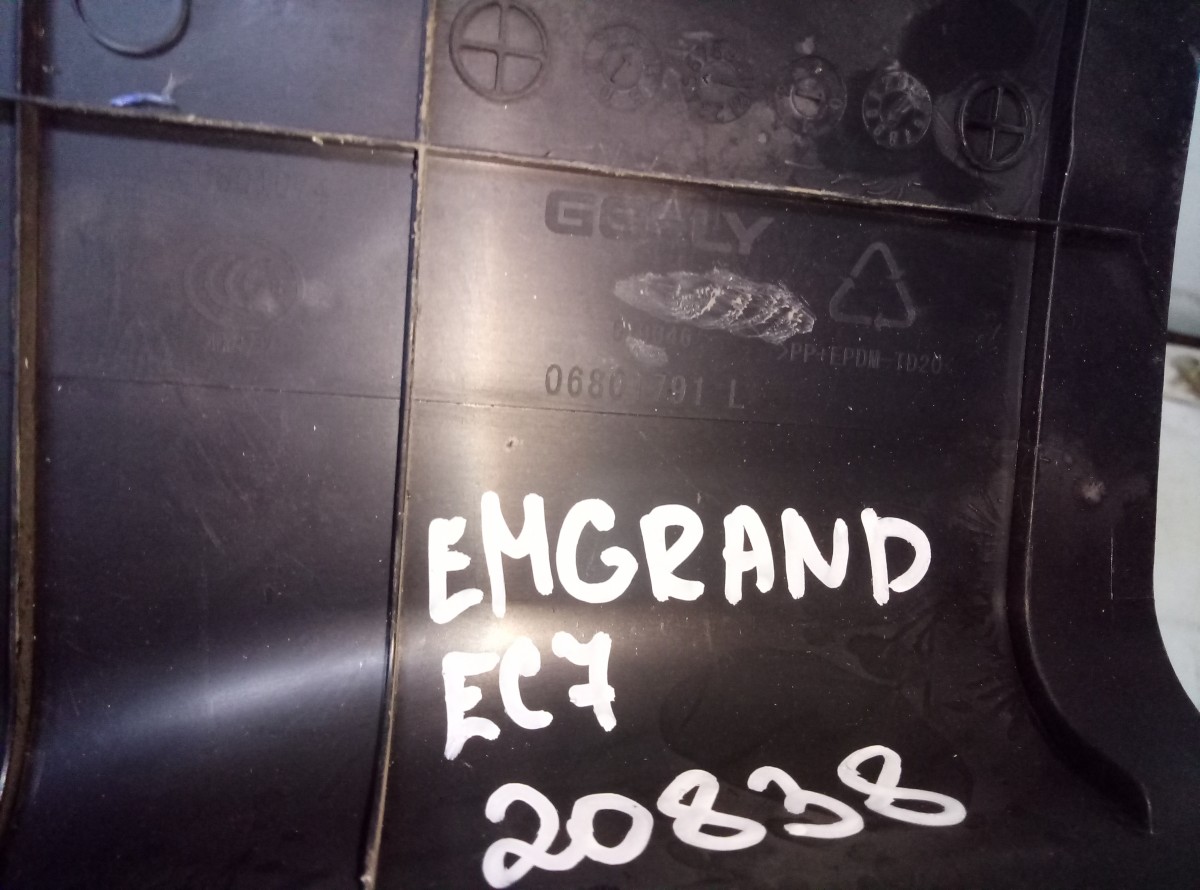 GEELY
>PP+EPDM-TD20
EMGRAND
EC7
20838